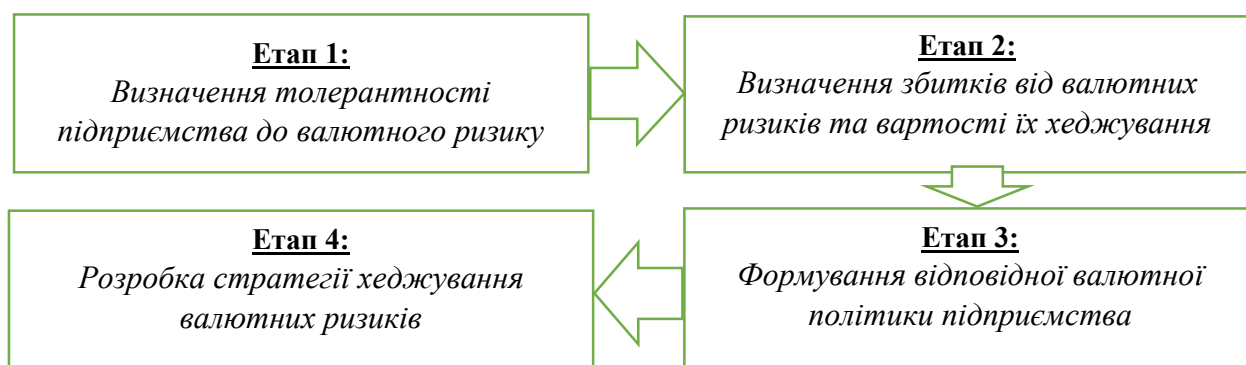 Етап 1:
Визначення толерантності
підприємства до валютного ризику
Етап 2:
Визначення збитків від валютних
ризиків та вартості їх хеджування
Етап 3:
Формування відповідної валютної
політики підприємства
Етап 4:
Розробка стратегії хеджування
валютних ризиків